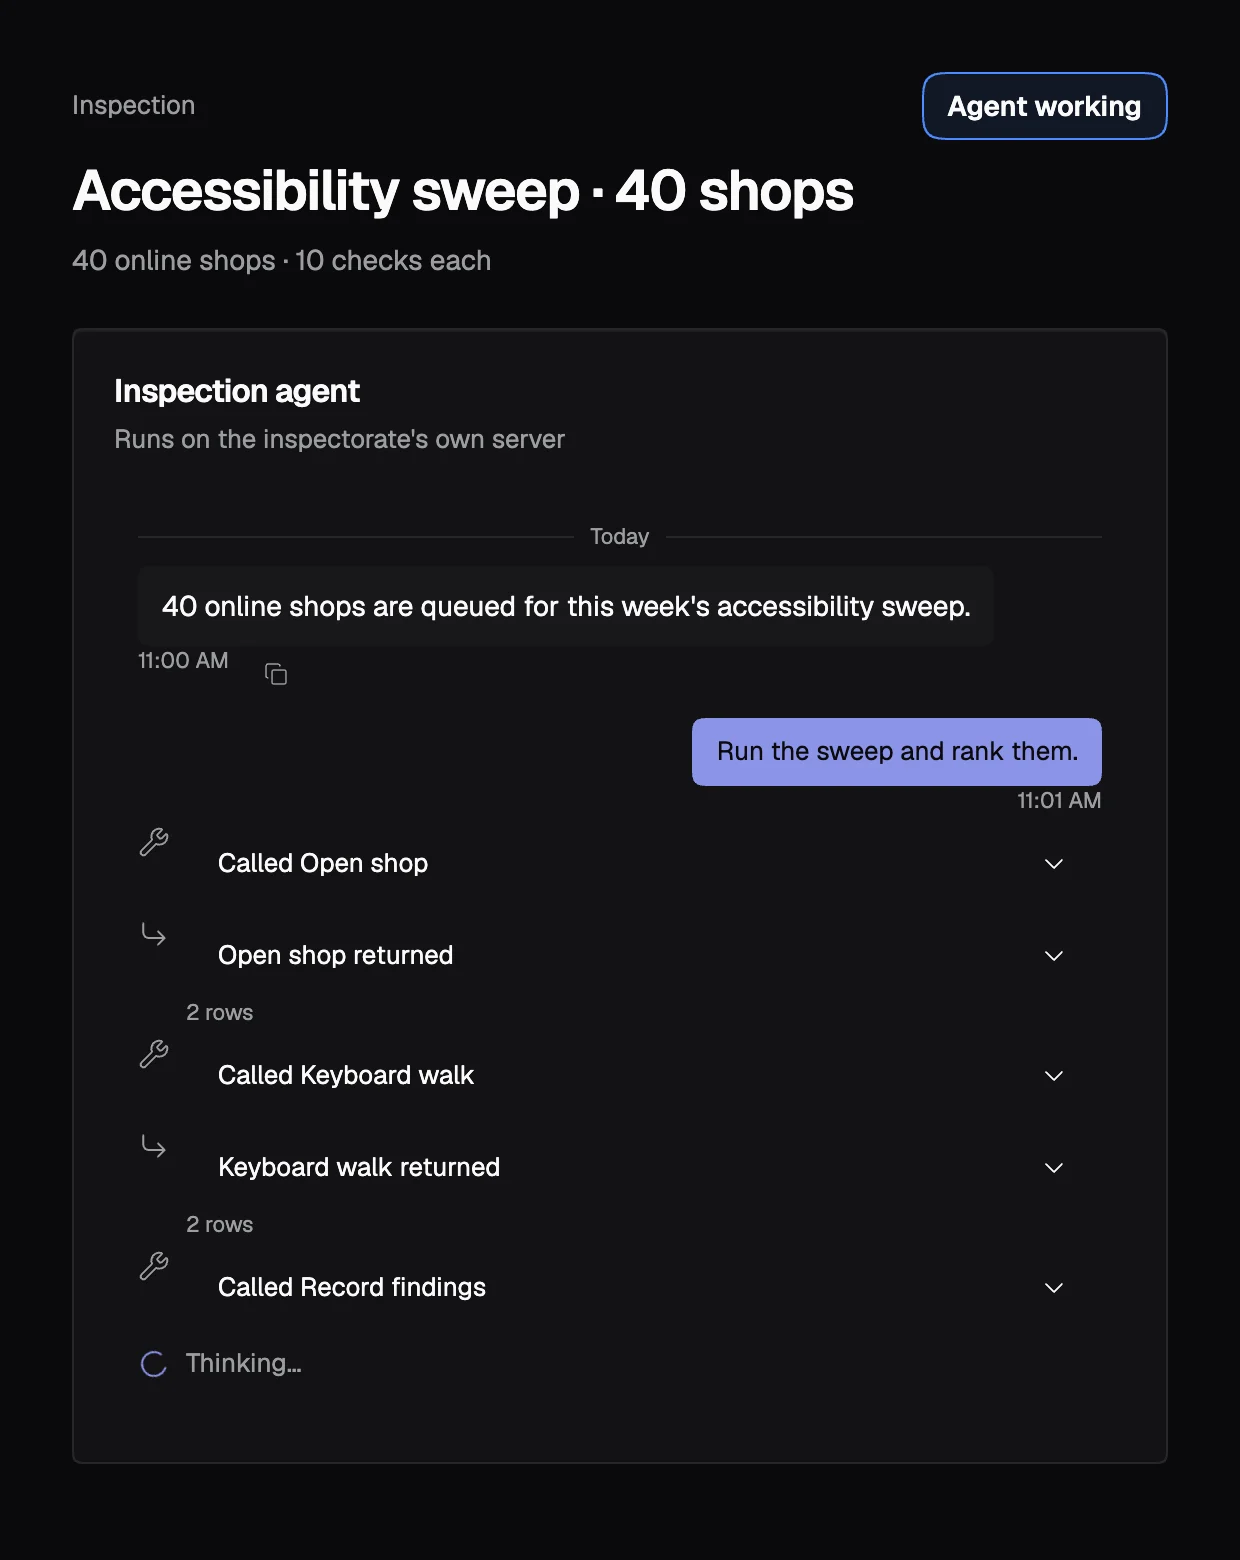 Inspection
Agent working
Accessibility sweep · 40 shops
40 online shops · 10 checks each
Inspection agent
Runs on the inspectorate's own server
Today
40 online shops are queued for this week's accessibility sweep.
11:00 AM
Run the sweep and rank them.
11:01 AM
Called Open shop
Open shop returned
2 rows
Called Keyboard walk
Keyboard walk returned
2 rows
Called Record findings
Thinking...